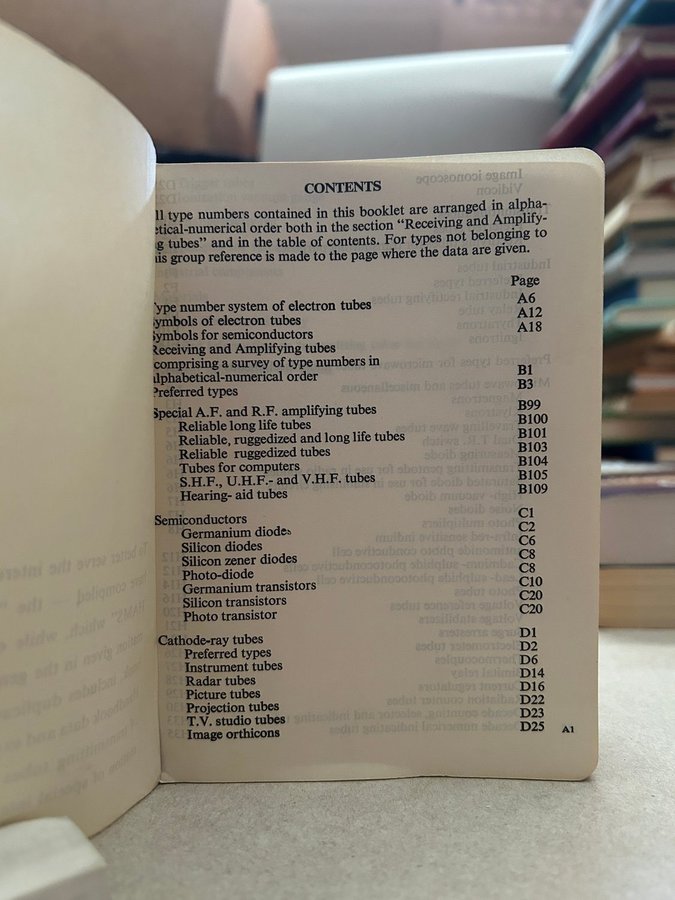 CONTENTS
ll type numbers contained in this booklet are arranged in alpha-
etical-numerical order both in the section "Receiving and Amplify-
g tubes" and in the table of contents. For types not belonging to
is group reference is made to the page where the data are given.
Page
Type number system of electron tubes A6
Symbols of electron tubes A12
Symbols for semiconductors A18
Receiving and Amplifying tubes
comprising a survey of type numbers in
alphabetical-numerical order B1
Preferred types B3
Special A.F. and R.F. amplifying tubes B99
Reliable long life tubes B100
Reliable, ruggedized and long life tubes B101
Reliable ruggedized tubes B103
Tubes for computers B104
S.H.F., U.H.F.- and V.H.F. tubes B105
Hearing- aid tubes B109
Semiconductors C1
Germanium diodes C2
Silicon diodes C6
Silicon zener diodes C8
Photo-diode C8
Germanium transistors C10
Silicon transistors C20
Photo transistor C20
Cathode-ray tubes D1
Preferred types D2
Instrument tubes D6
Radar tubes D14
Picture tubes D16
Projection tubes D22
T.V. studio tubes D23
Image orthicons D25
A1